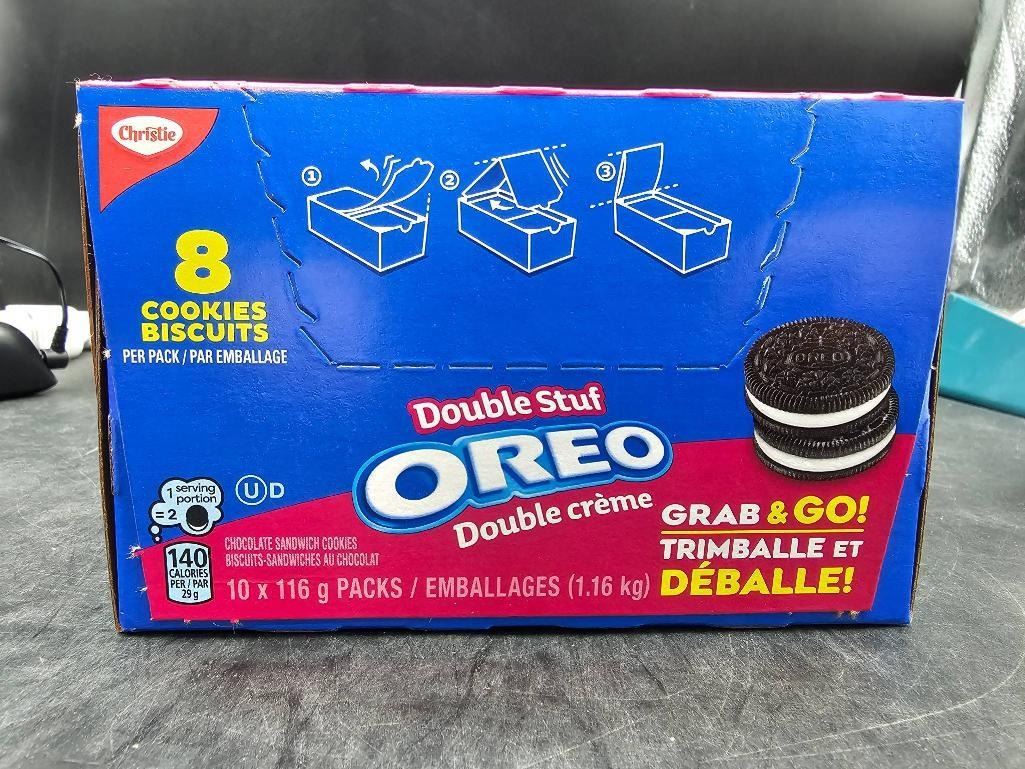 Christie
① ② ③
8
COOKIES
BISCUITS
PER PACK / PAR EMBALLAGE
Double Stuf
OREO
Double crème
OREO
1 serving
portion
= 2
Ⓤ D
140
CALORIES
PER / PAR
29 g
CHOCOLATE SANDWICH COOKIES
BISCUITS-SANDWICHES AU CHOCOLAT
10 x 116 g PACKS / EMBALLAGES (1.16 kg)
GRAB & GO!
TRIMBALLE ET
DÉBALLE!